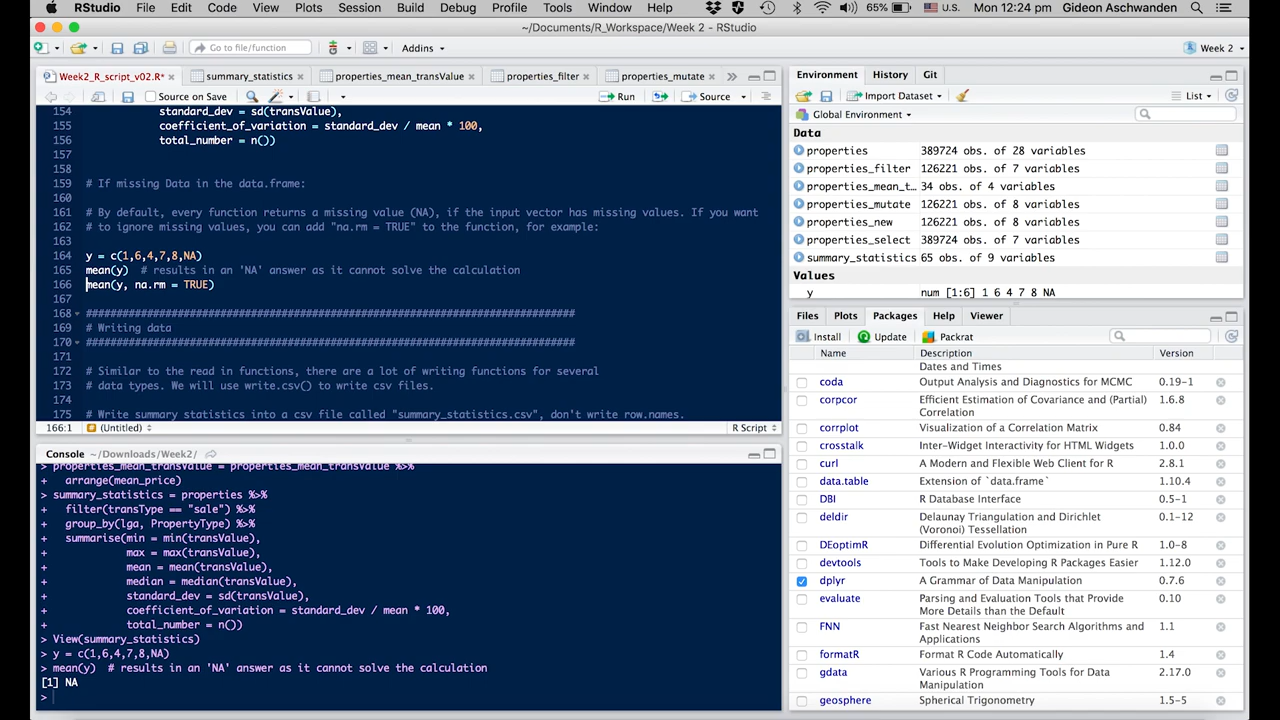 RStudio File Edit Code View Plots Session Build Debug Profile Tools Window Help 65% U.S. Mon 12:24 pm Gideon Aschwanden
~/Documents/R_Workspace/Week 2 - RStudio
Go to file/function Addins Week 2
Week2_R_script_v02.R* summary_statistics properties_mean_transValue properties_filter properties_mutate
Source on Save Run Source
154 standard_dev = sd(transValue),
155 coefficient_of_variation = standard_dev / mean * 100,
156 total_number = n())
157
158
159 # If missing Data in the data.frame:
160
161 # By default, every function returns a missing value (NA), if the input vector has missing values. If you want
162 # to ignore missing values, you can add "na.rm = TRUE" to the function, for example:
163
164 y = c(1,6,4,7,8,NA)
165 mean(y)  # results in an 'NA' answer as it cannot solve the calculation
166 mean(y, na.rm = TRUE)
167
168 ################################################################################
169 # Writing data
170 ################################################################################
171
172 # Similar to the read in functions, there are a lot of writing functions for several
173 # data types. We will use write.csv() to write csv files.
174
175 # Write summary statistics into a csv file called "summary_statistics.csv", don't write row.names.
166:1 (Untitled) R Script
Console ~/Downloads/Week2/
> properties_mean_transValue = properties_mean_transValue %>%
+ arrange(mean_price)
> summary_statistics = properties %>%
+ filter(transType == "sale") %>%
+ group_by(lga, PropertyType) %>%
+ summarise(min = min(transValue),
+ max = max(transValue),
+ mean = mean(transValue),
+ median = median(transValue),
+ standard_dev = sd(transValue),
+ coefficient_of_variation = standard_dev / mean * 100,
+ total_number = n())
> View(summary_statistics)
> y = c(1,6,4,7,8,NA)
> mean(y)  # results in an 'NA' answer as it cannot solve the calculation
[1] NA
>
Environment History Git
Import Dataset List
Global Environment
Data
properties 389724 obs. of 28 variables
properties_filter 126221 obs. of 7 variables
properties_mean_t… 34 obs. of 4 variables
properties_mutate 126221 obs. of 8 variables
properties_new 126221 obs. of 8 variables
properties_select 389724 obs. of 7 variables
summary_statistics 65 obs. of 9 variables
Values
y num [1:6] 1 6 4 7 8 NA
Files Plots Packages Help Viewer
Install Update Packrat
Name Description Version
Dates and Times
coda Output Analysis and Diagnostics for MCMC 0.19-1
corpcor Efficient Estimation of Covariance and (Partial) 1.6.8
Correlation
corrplot Visualization of a Correlation Matrix 0.84
crosstalk Inter-Widget Interactivity for HTML Widgets 1.0.0
curl A Modern and Flexible Web Client for R 2.8.1
data.table Extension of `data.frame` 1.10.4
DBI R Database Interface 0.5-1
deldir Delaunay Triangulation and Dirichlet 0.1-12
(Voronoi) Tessellation
DEoptimR Differential Evolution Optimization in Pure R 1.0-8
devtools Tools to Make Developing R Packages Easier 1.12.0
dplyr A Grammar of Data Manipulation 0.7.6
evaluate Parsing and Evaluation Tools that Provide 0.10
More Details than the Default
FNN Fast Nearest Neighbor Search Algorithms and 1.1
Applications
formatR Format R Code Automatically 1.4
gdata Various R Programming Tools for Data 2.17.0
Manipulation
geosphere Spherical Trigonometry 1.5-5